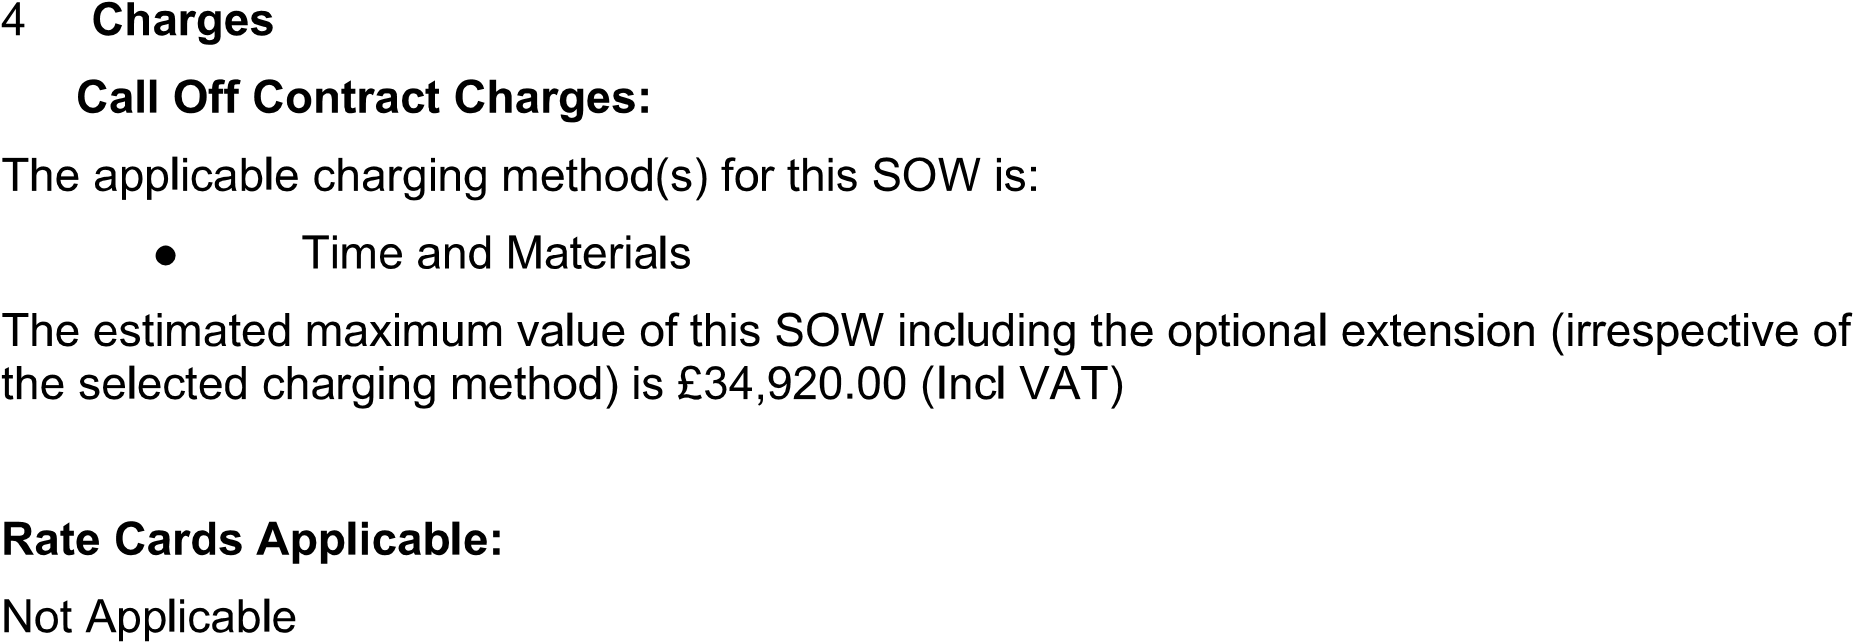 4 Charges
Call Off Contract Charges:
The applicable charging method(s) for this SOW is:
● Time and Materials
The estimated maximum value of this SOW including the optional extension (irrespective of
the selected charging method) is £34,920.00 (Incl VAT)
Rate Cards Applicable:
Not Applicable